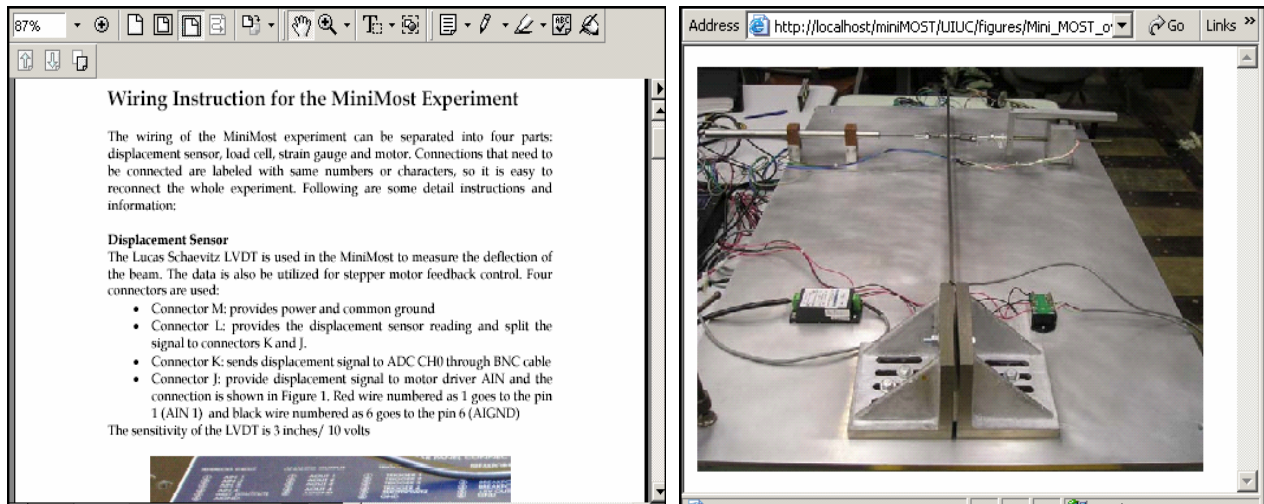 87%
Wiring Instruction for the MiniMost Experiment
The wiring of the MiniMost experiment can be separated into four parts:
displacement sensor, load cell, strain gauge and motor. Connections that need to
be connected are labeled with same numbers or characters, so it is easy to
reconnect the whole experiment. Following are some detail instructions and
information:
Displacement Sensor
The Lucas Schaevitz LVDT is used in the MiniMost to measure the deflection of
the beam. The data is also be utilized for stepper motor feedback control. Four
connectors are used:
• Connector M: provides power and common ground
• Connector L: provides the displacement sensor reading and split the
signal to connectors K and J.
• Connector K: sends displacement signal to ADC CH0 through BNC cable
• Connector J: provide displacement signal to motor driver AIN and the
connection is shown in Figure 1. Red wire numbered as 1 goes to the pin
1 (AIN 1) and black wire numbered as 6 goes to the pin 6 (AIGND)
The sensitivity of the LVDT is 3 inches/ 10 volts
Address http://localhost/miniMOST/UIUC/figures/Mini_MOST_o Go Links »